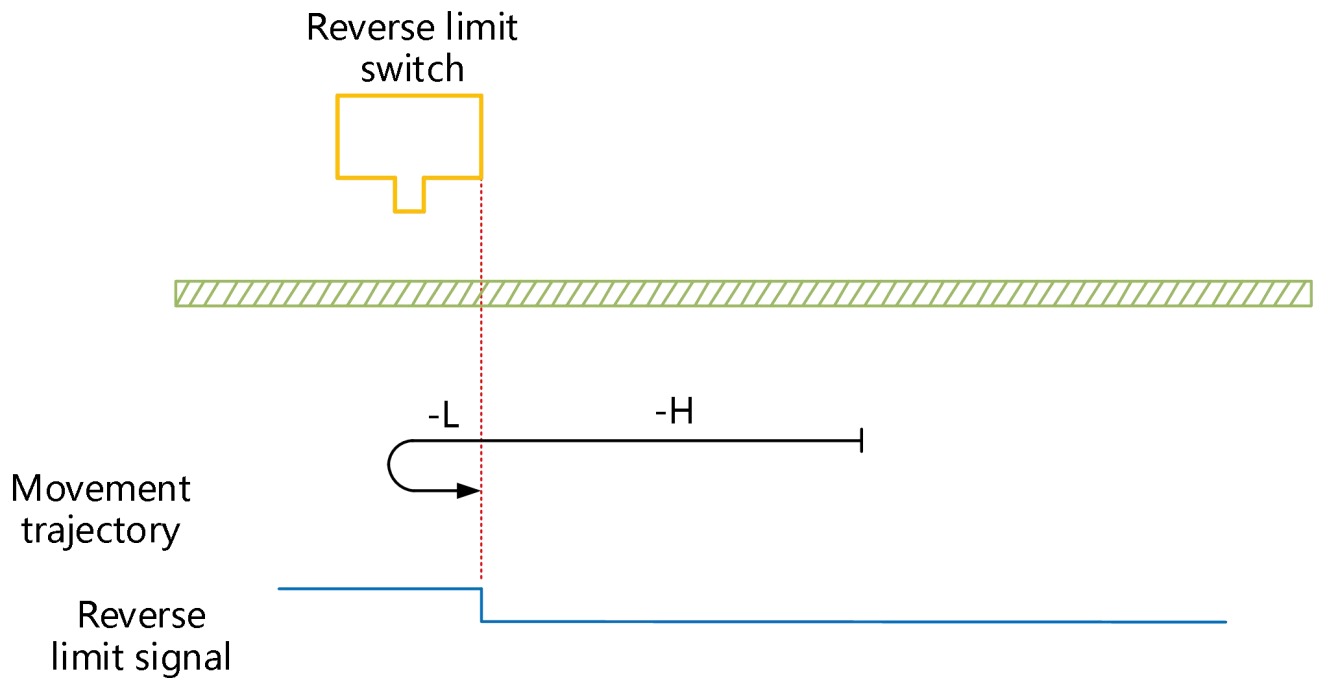 Reverse limit
switch
-L
-H
Movement
trajectory
Reverse
limit signal